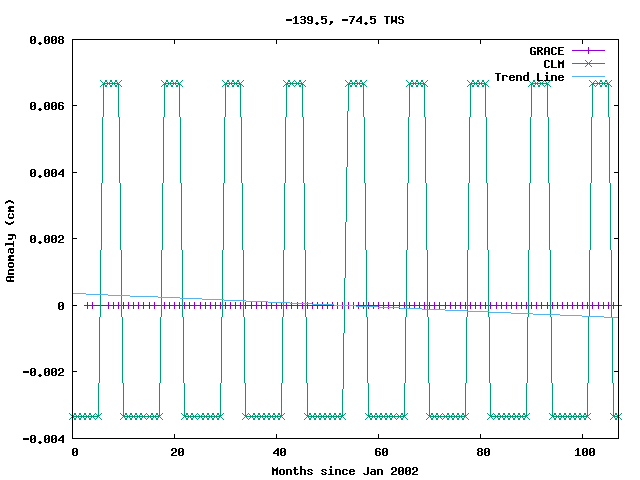 -139.5, -74.5 TWS
GRACE
CLM
Trend Line
0.008
0.006
0.004
0.002
0
-0.002
-0.004
Anomaly (cm)
0 20 40 60 80 100
Months since Jan 2002